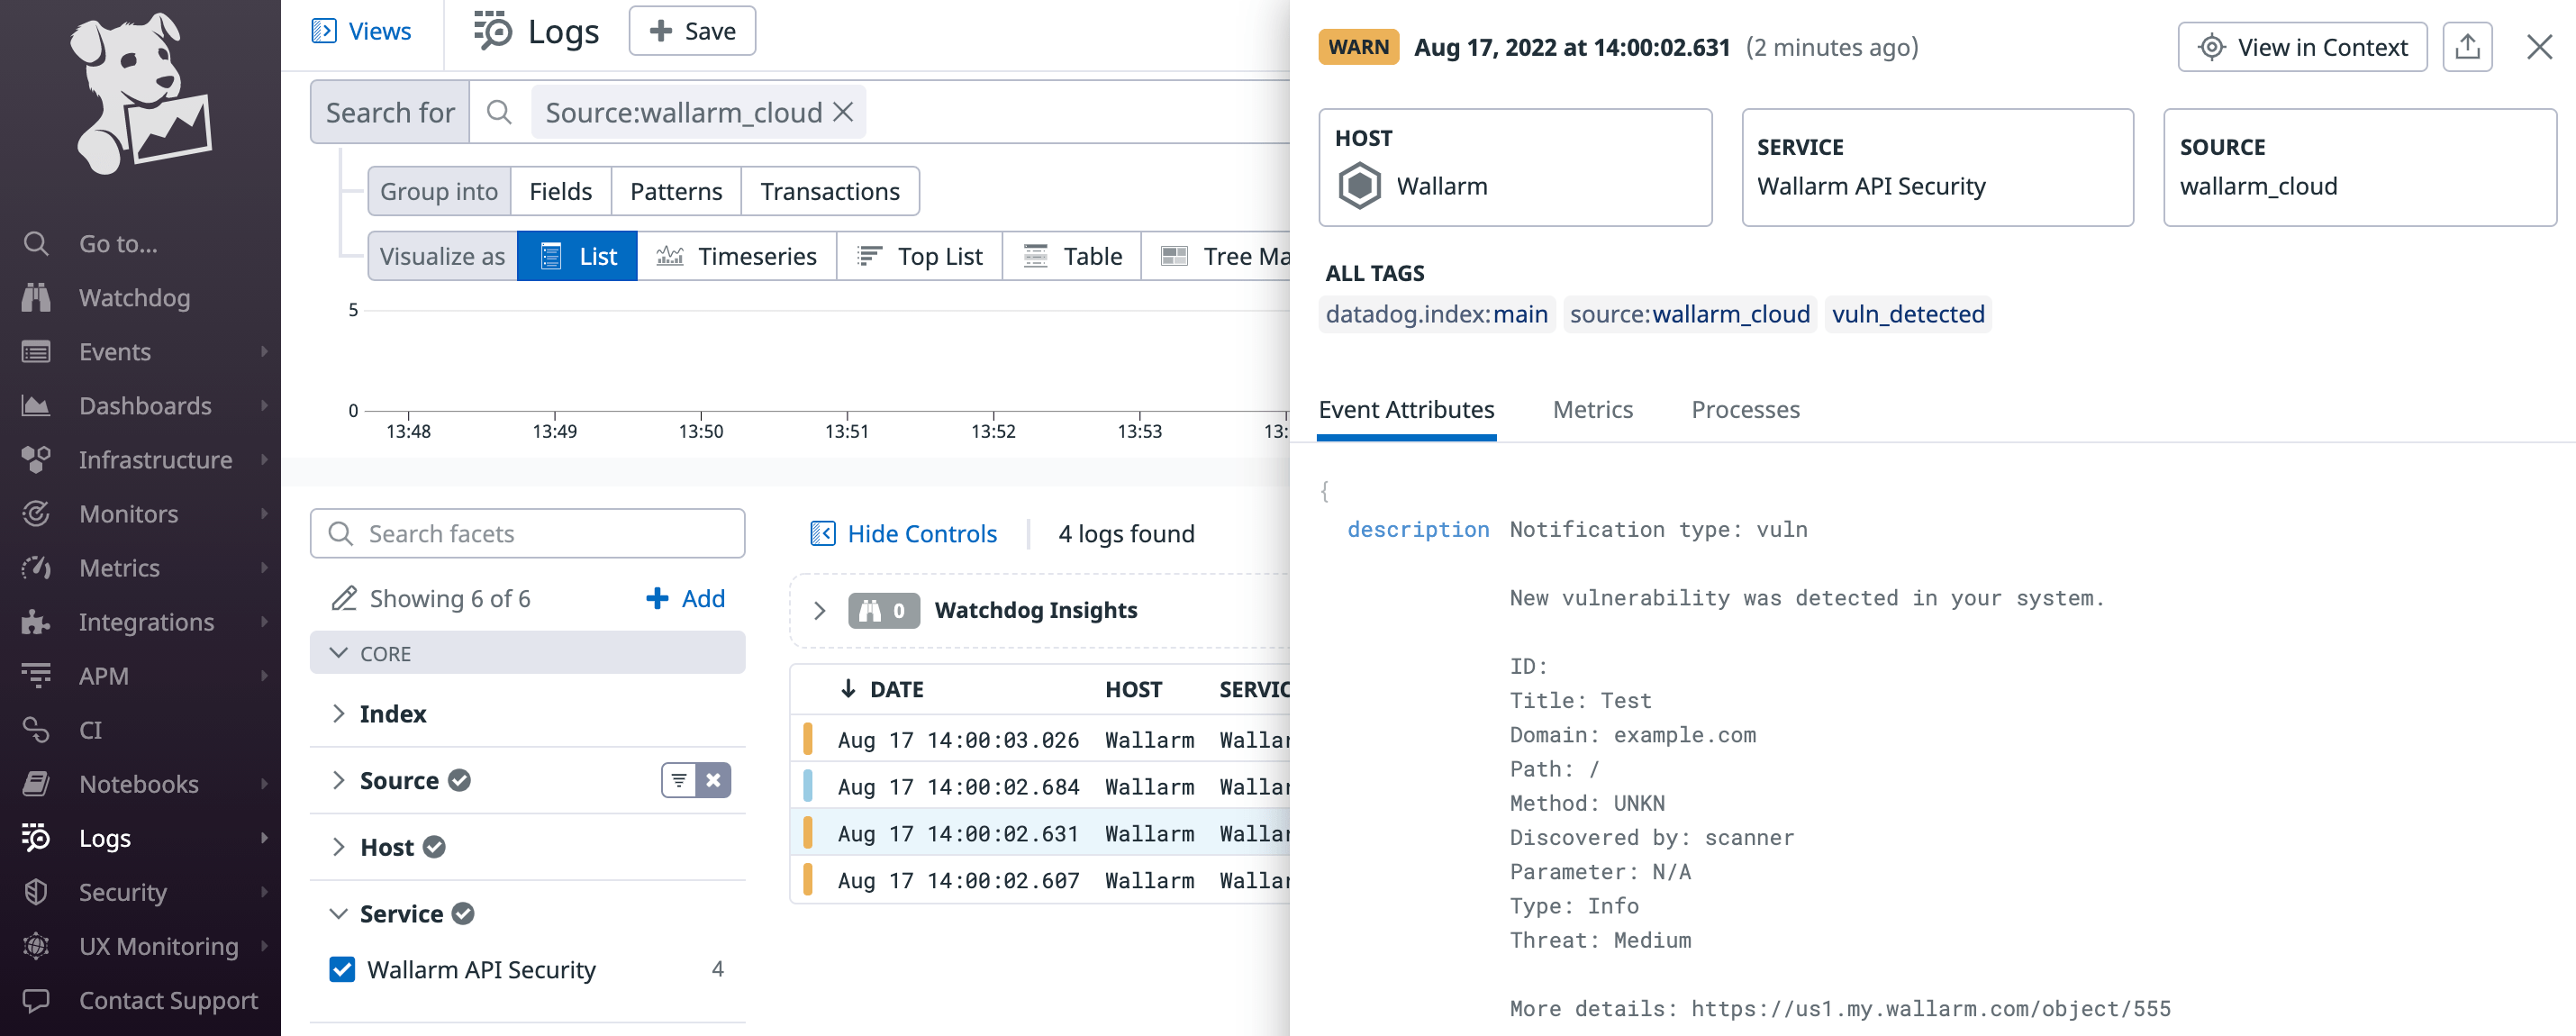 Go to...
Watchdog
Events
Dashboards
Infrastructure
Monitors
Metrics
Integrations
APM
CI
Notebooks
Logs
Security
UX Monitoring
Contact Support
Views
Logs
Save
Search for
Source:wallarm_cloud
Group into Fields Patterns Transactions
Visualize as List Timeseries Top List Table Tree Ma
5
0
13:48 13:49 13:50 13:51 13:52 13:53 13:
Search facets
Showing 6 of 6 Add
CORE
Index
Source
Host
Service
Wallarm API Security 4
Hide Controls 4 logs found
0 Watchdog Insights
DATE HOST SERVIC
Aug 17 14:00:03.026 Wallarm Wallar
Aug 17 14:00:02.684 Wallarm Wallar
Aug 17 14:00:02.631 Wallarm Wallar
Aug 17 14:00:02.607 Wallarm Wallar
WARN Aug 17, 2022 at 14:00:02.631 (2 minutes ago) View in Context
HOST
Wallarm
SERVICE
Wallarm API Security
SOURCE
wallarm_cloud
ALL TAGS
datadog.index:main source:wallarm_cloud vuln_detected
Event Attributes Metrics Processes
{
description Notification type: vuln
New vulnerability was detected in your system.
ID:
Title: Test
Domain: example.com
Path: /
Method: UNKN
Discovered by: scanner
Parameter: N/A
Type: Info
Threat: Medium
More details: https://us1.my.wallarm.com/object/555